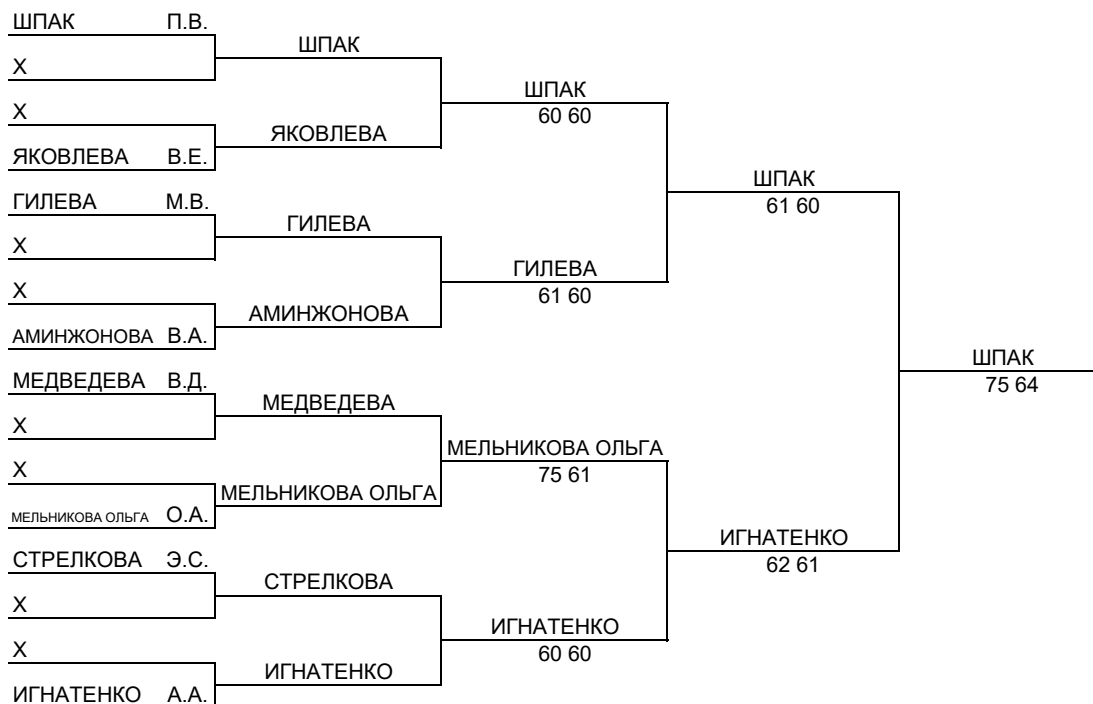 ШПАК П.В.
Х
Х
ЯКОВЛЕВА В.Е.
ГИЛЕВА М.В.
Х
Х
АМИНЖОНОВА В.А.
МЕДВЕДЕВА В.Д.
Х
Х
МЕЛЬНИКОВА ОЛЬГА О.А.
СТРЕЛКОВА Э.С.
Х
Х
ИГНАТЕНКО А.А.
ШПАК
ЯКОВЛЕВА
ГИЛЕВА
АМИНЖОНОВА
МЕДВЕДЕВА
МЕЛЬНИКОВА ОЛЬГА
СТРЕЛКОВА
ИГНАТЕНКО
ШПАК
60 60
ГИЛЕВА
61 60
МЕЛЬНИКОВА ОЛЬГА
75 61
ИГНАТЕНКО
60 60
ШПАК
61 60
ИГНАТЕНКО
62 61
ШПАК
75 64